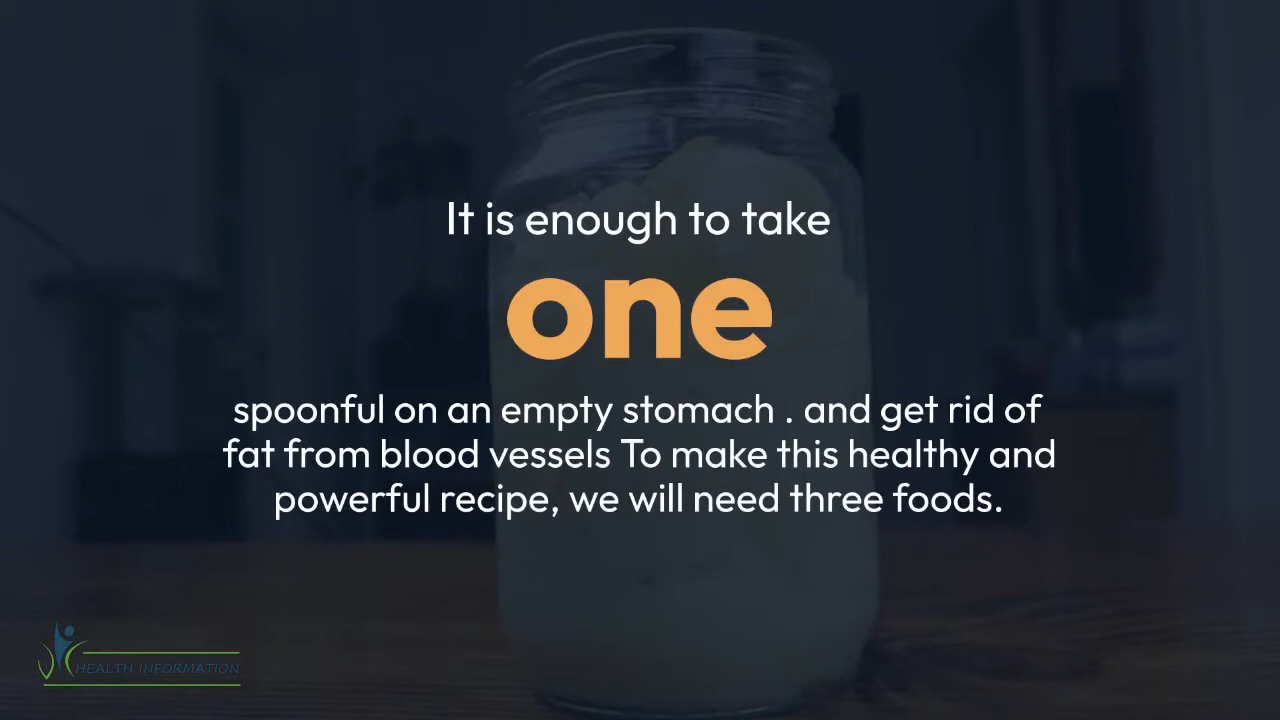 It is enough to take
one
spoonful on an empty stomach . and get rid of
fat from blood vessels To make this healthy and
powerful recipe, we will need three foods.
HEALTH INFORMATION